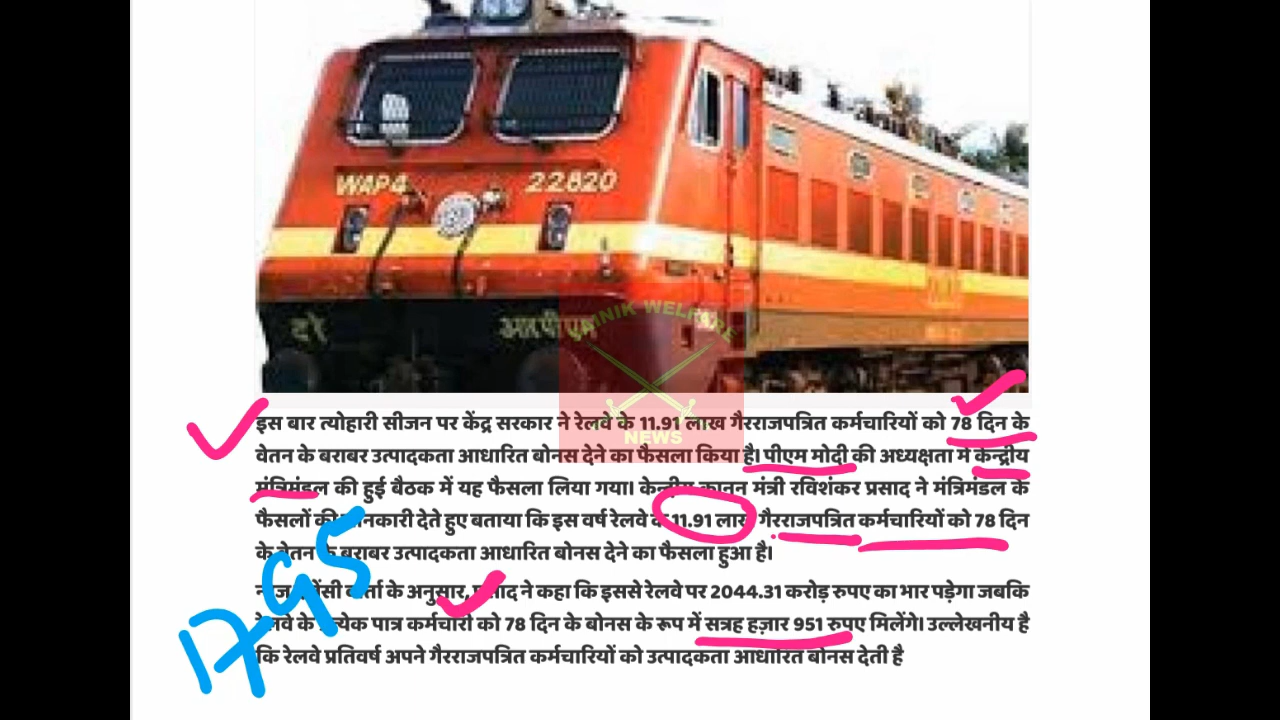 WAP4 22820
इस बार त्योहारी सीजन पर केंद्र सरकार ने रेलवे के 11.91 लाख गैरराजपत्रित कर्मचारियों को 78 दिन के
वेतन के बराबर उत्पादकता आधारित बोनस देने का फैसला किया है। पीएम मोदी की अध्यक्षता में केन्द्रीय
मंत्रिमंडल की हुई बैठक में यह फैसला लिया गया। केन्द्रीय कानून मंत्री रविशंकर प्रसाद ने मंत्रिमंडल के
फैसलों की जानकारी देते हुए बताया कि इस वर्ष रेलवे के 11.91 लाख गैरराजपत्रित कर्मचारियों को 78 दिन
के वेतन के बराबर उत्पादकता आधारित बोनस देने का फैसला हुआ है।
के अनुसार, प्रसाद ने कहा कि इससे रेलवे पर 2044.31 करोड़ रुपए का भार पड़ेगा जबकि
रेलवे के प्रत्येक पात्र कर्मचारी को 78 दिन के बोनस के रूप में सत्रह हज़ार 951 रुपए मिलेंगे। उल्लेखनीय है
कि रेलवे प्रतिवर्ष अपने गैरराजपत्रित कर्मचारियों को उत्पादकता आधारित बोनस देती है
WELFARE
NEWS